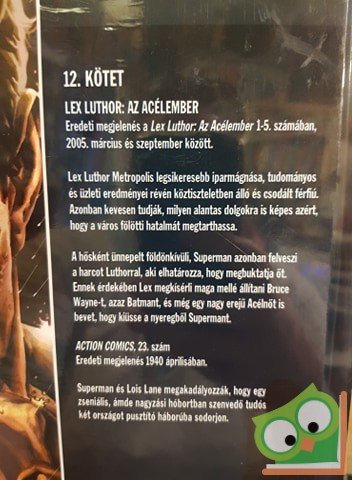 12. KÖTET
LEX LUTHOR: AZ ACÉLEMBER
Eredeti megjelenés a Lex Luthor: Az Acélember 1-5. számában,
2005. március és szeptember között.
Lex Luthor Metropolis legsikeresebb iparmágnása, tudományos
és üzleti eredményei révén köztiszteletben álló és csodált férfiú.
Azonban kevesen tudják, milyen alantas dolgokra is képes azért,
hogy a város fölötti hatalmát megtarthassa.
A hősként ünnepelt földönkívüli, Superman azonban felveszi
a harcot Luthorral, aki elhatározza, hogy megbuktatja őt.
Ennek érdekében Lex megkísérli maga mellé állítani Bruce
Wayne-t, azaz Batmant, és még egy nagy erejű Acélnőt is
bevet, hogy kiüsse a nyeregből Supermant.
ACTION COMICS, 23. szám
Eredeti megjelenés 1940 áprilisában.
Superman és Lois Lane megakadályozzák, hogy egy
zseniális, ámde nagyzási hóbortban szenvedő tudós
két országot pusztító háborúba sodorjon.